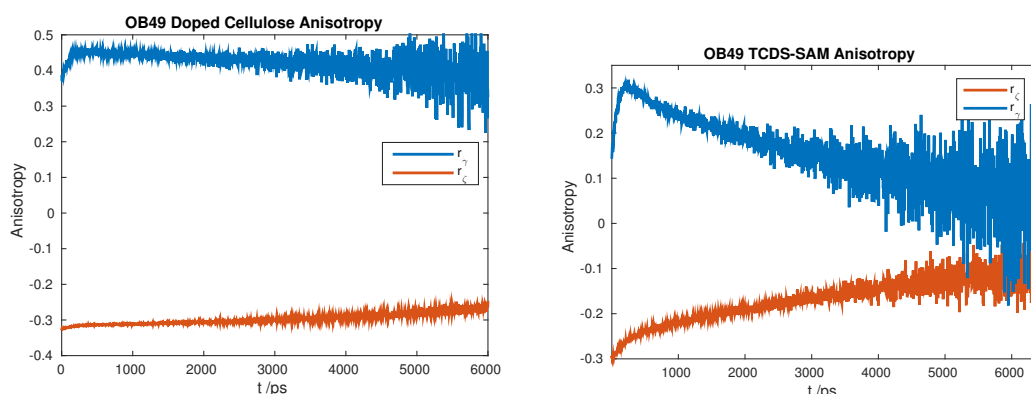 OB49 Doped Cellulose Anisotropy
0.5
0.4
0.3
0.2
0.1
0
-0.1
-0.2
-0.3
-0.4
Anisotropy
r_γ
r_ζ
0 1000 2000 3000 4000 5000 6000
t /ps
OB49 TCDS-SAM Anisotropy
0.3
0.2
0.1
0
-0.1
-0.2
-0.3
Anisotropy
r_ζ
r_γ
0 1000 2000 3000 4000 5000 6000
t /ps